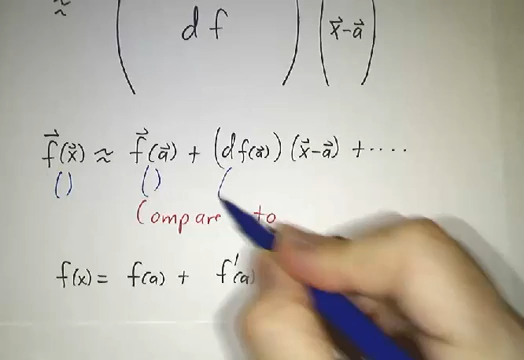 ≈ ( df ) ( x⃗-a⃗ )
f⃗(x⃗) ≈ f⃗(a⃗) + (df(a⃗))(x⃗-a⃗) + ....
() () (
Compare to
f(x) = f(a) + f'(a)